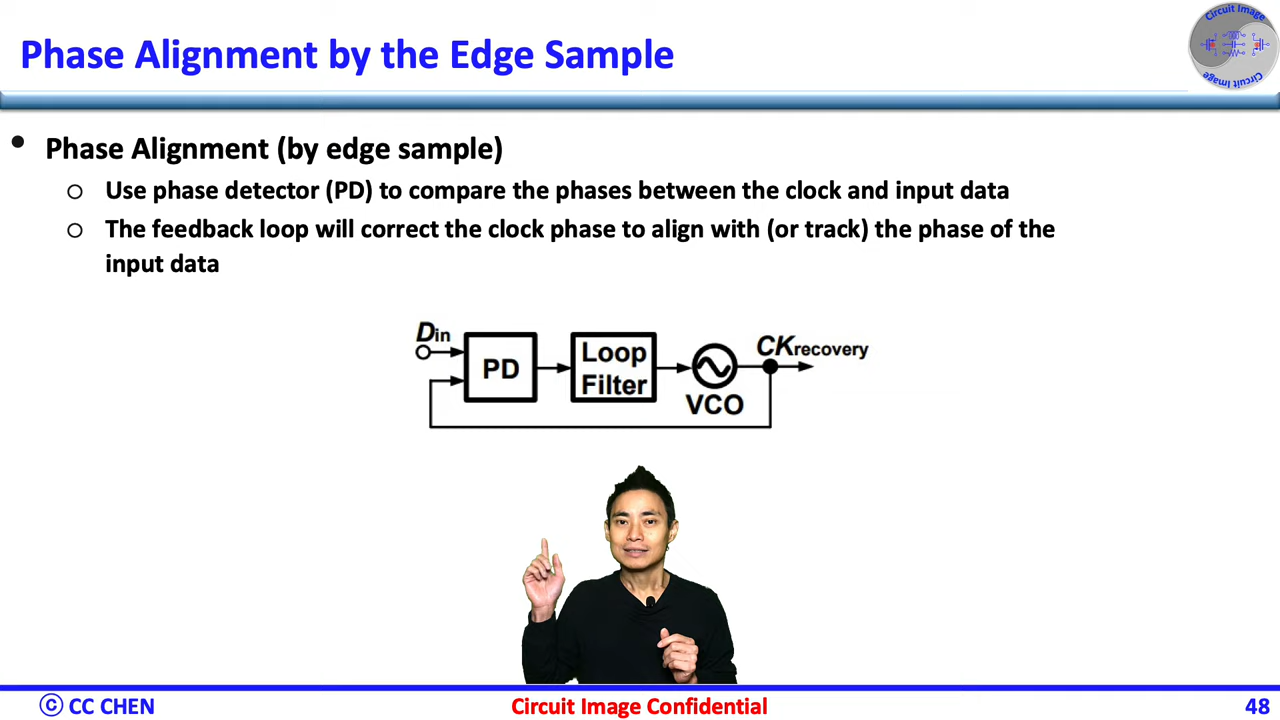 Phase Alignment by the Edge Sample
Circuit Image
Circuit Image
• Phase Alignment (by edge sample)
○ Use phase detector (PD) to compare the phases between the clock and input data
○ The feedback loop will correct the clock phase to align with (or track) the phase of the
input data
Din
PD
Loop
Filter
VCO
CKrecovery
© CC CHEN
Circuit Image Confidential
48